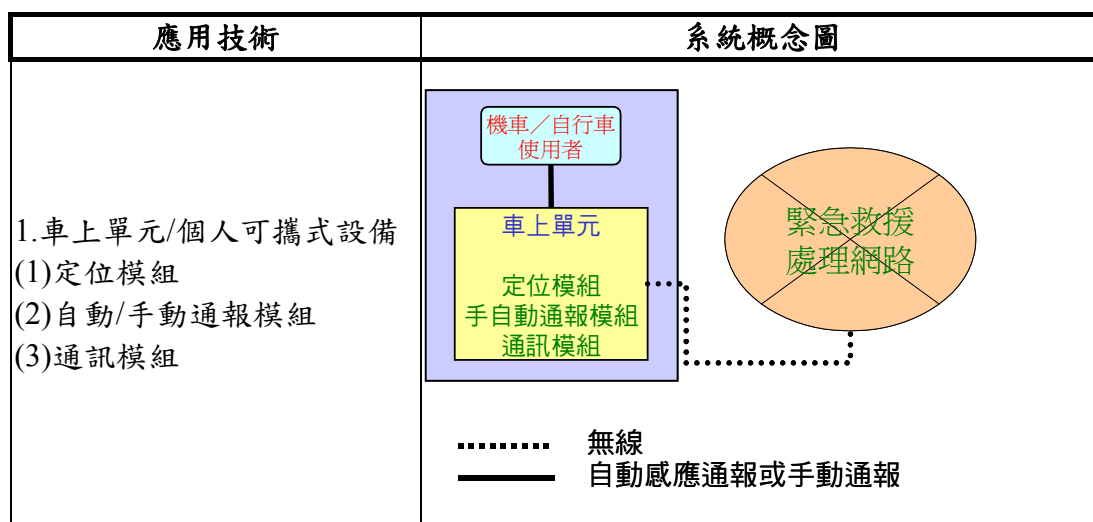 應用技術
系統概念圖
1.車上單元/個人可攜式設備
(1)定位模組
(2)自動/手動通報模組
(3)通訊模組
機車／自行車
使用者
車上單元
定位模組
手自動通報模組
通訊模組
緊急救援
處理網路
無線
自動感應通報或手動通報